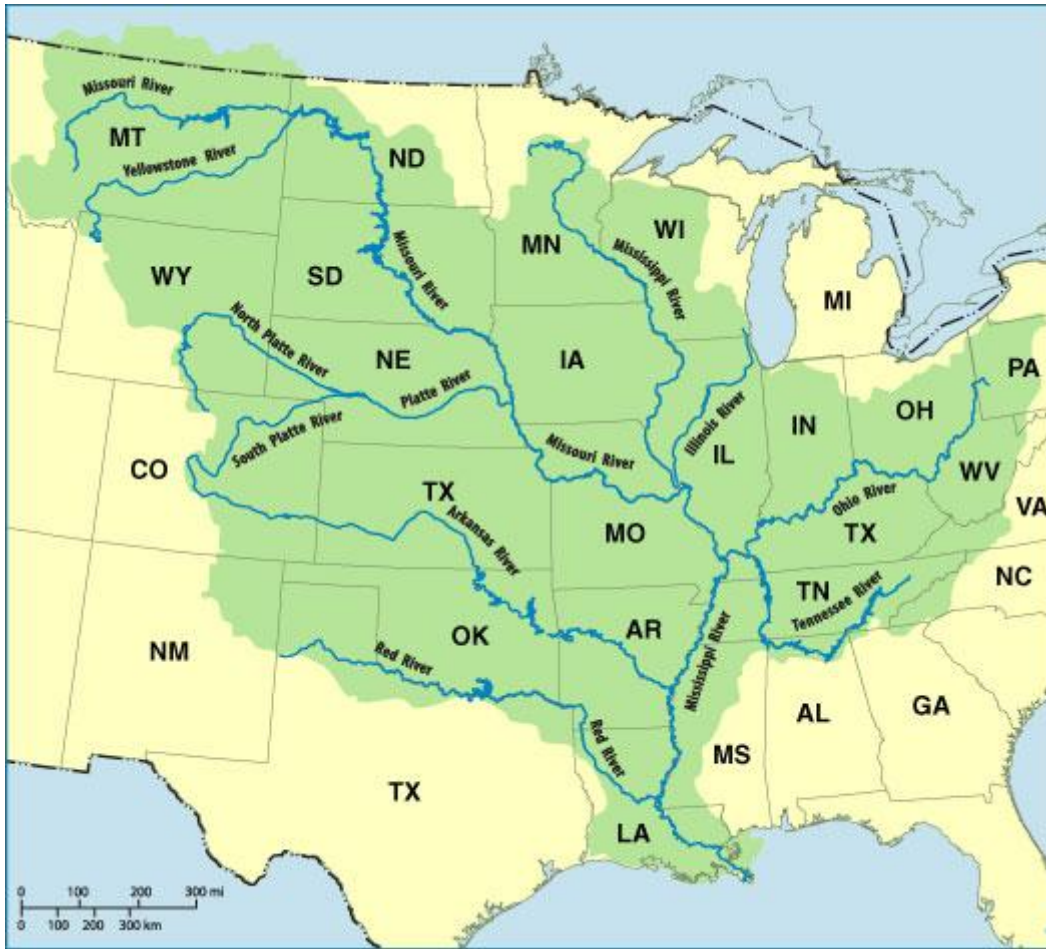 Missouri River
MT
Yellowstone River
ND
MN
WI
Mississippi River
WY
SD
Missouri River
MI
North Platte River
NE
Platte River
IA
PA
OH
IN
Illinois River
IL
South Platte River
CO
Missouri River
WV
Ohio River
VA
TX
Arkansas River
MO
TX
NC
TN
Tennessee River
NM
OK
AR
Red River
Mississippi River
AL
GA
Red River
MS
TX
LA
0 100 200 300 mi
0 100 200 300 km